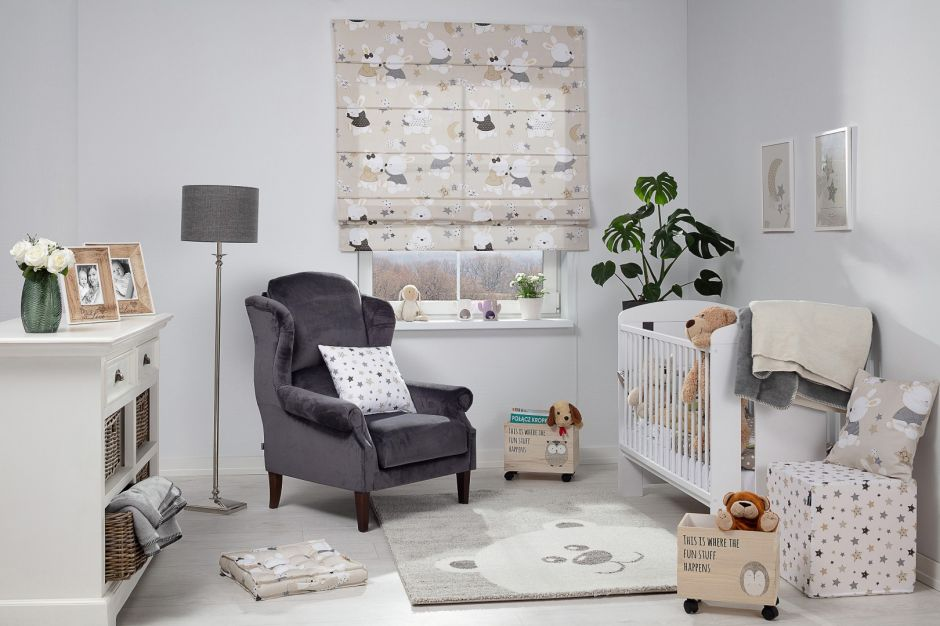 POŁĄCZ KROPKI
THIS IS WHERE THE
FUN STUFF
HAPPENS
THIS IS WHERE THE
FUN STUFF
HAPPENS